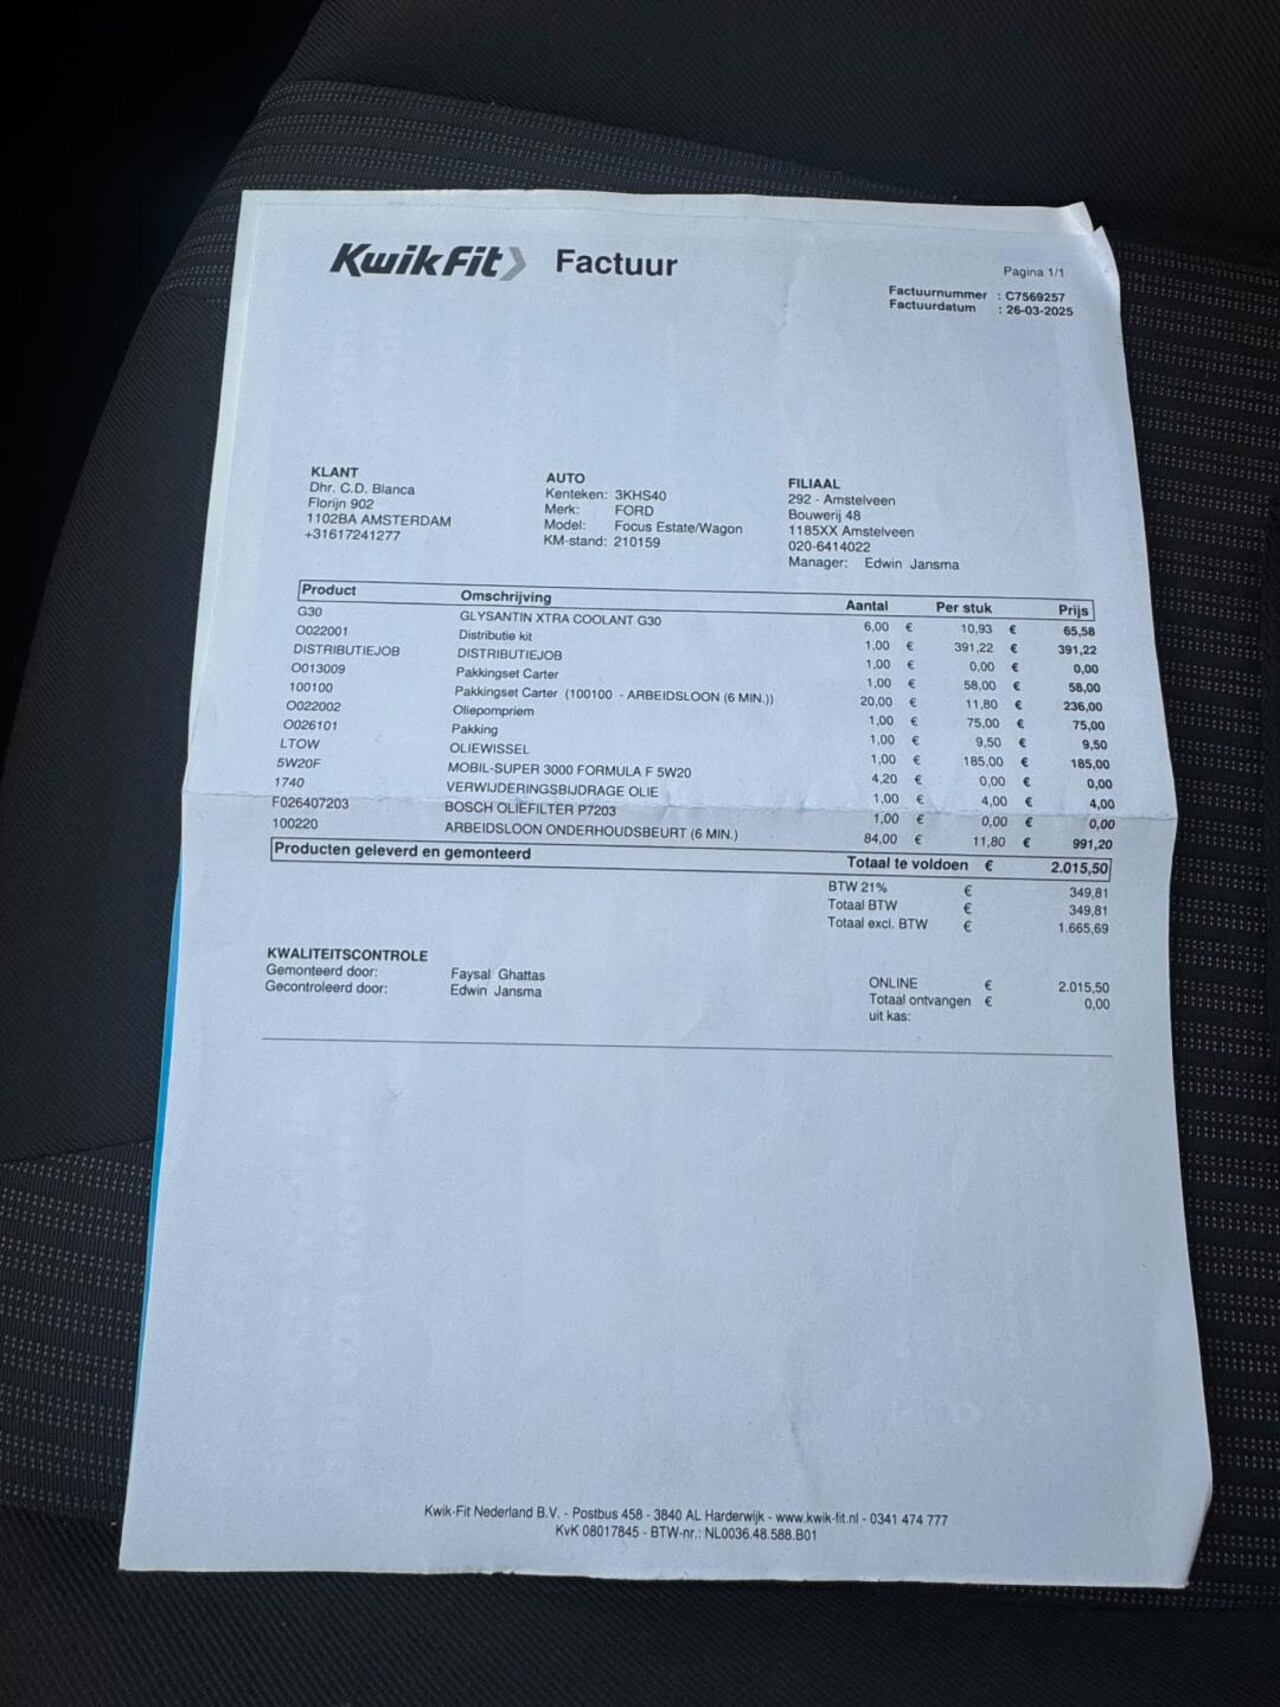 KwikFit Factuur
Pagina 1/1
Factuurnummer : C7569257
Factuurdatum : 26-03-2025
KLANT
Dhr. C.D. Blanca
Florijn 902
1102BA AMSTERDAM
+31617241277
AUTO
Kenteken: 3KHS40
Merk: FORD
Model: Focus Estate/Wagon
KM-stand: 210159
FILIAAL
292 - Amstelveen
Bouwerij 48
1185XX Amstelveen
020-6414022
Manager: Edwin Jansma
Product Omschrijving Aantal Per stuk Prijs
G30 GLYSANTIN XTRA COOLANT G30 6,00 € 10,93 € 65,58
O022001 Distributie kit 1,00 € 391,22 € 391,22
DISTRIBUTIEJOB DISTRIBUTIEJOB 1,00 € 0,00 € 0,00
O013009 Pakkingset Carter 1,00 € 58,00 € 58,00
100100 Pakkingset Carter (100100 - ARBEIDSLOON (6 MIN.)) 20,00 € 11,80 € 236,00
O022002 Oliepompriem 1,00 € 75,00 € 75,00
O026101 Pakking 1,00 € 9,50 € 9,50
LTOW OLIEWISSEL 1,00 € 185,00 € 185,00
5W20F MOBIL-SUPER 3000 FORMULA F 5W20 4,20 € 0,00 € 0,00
1740 VERWIJDERINGSBIJDRAGE OLIE 1,00 € 4,00 € 4,00
F026407203 BOSCH OLIEFILTER P7203 1,00 € 0,00 € 0,00
100220 ARBEIDSLOON ONDERHOUDSBEURT (6 MIN.) 84,00 € 11,80 € 991,20
Producten geleverd en gemonteerd Totaal te voldoen € 2.015,50
BTW 21% € 349,81
Totaal BTW € 349,81
Totaal excl. BTW € 1.665,69
KWALITEITSCONTROLE
Gemonteerd door: Faysal Ghattas
Gecontroleerd door: Edwin Jansma
ONLINE € 2.015,50
Totaal ontvangen € 0,00
uit kas:
Kwik-Fit Nederland B.V. - Postbus 458 - 3840 AL Harderwijk - www.kwik-fit.nl - 0341 474 777
KvK 08017845 - BTW-nr.: NL0036.48.588.B01